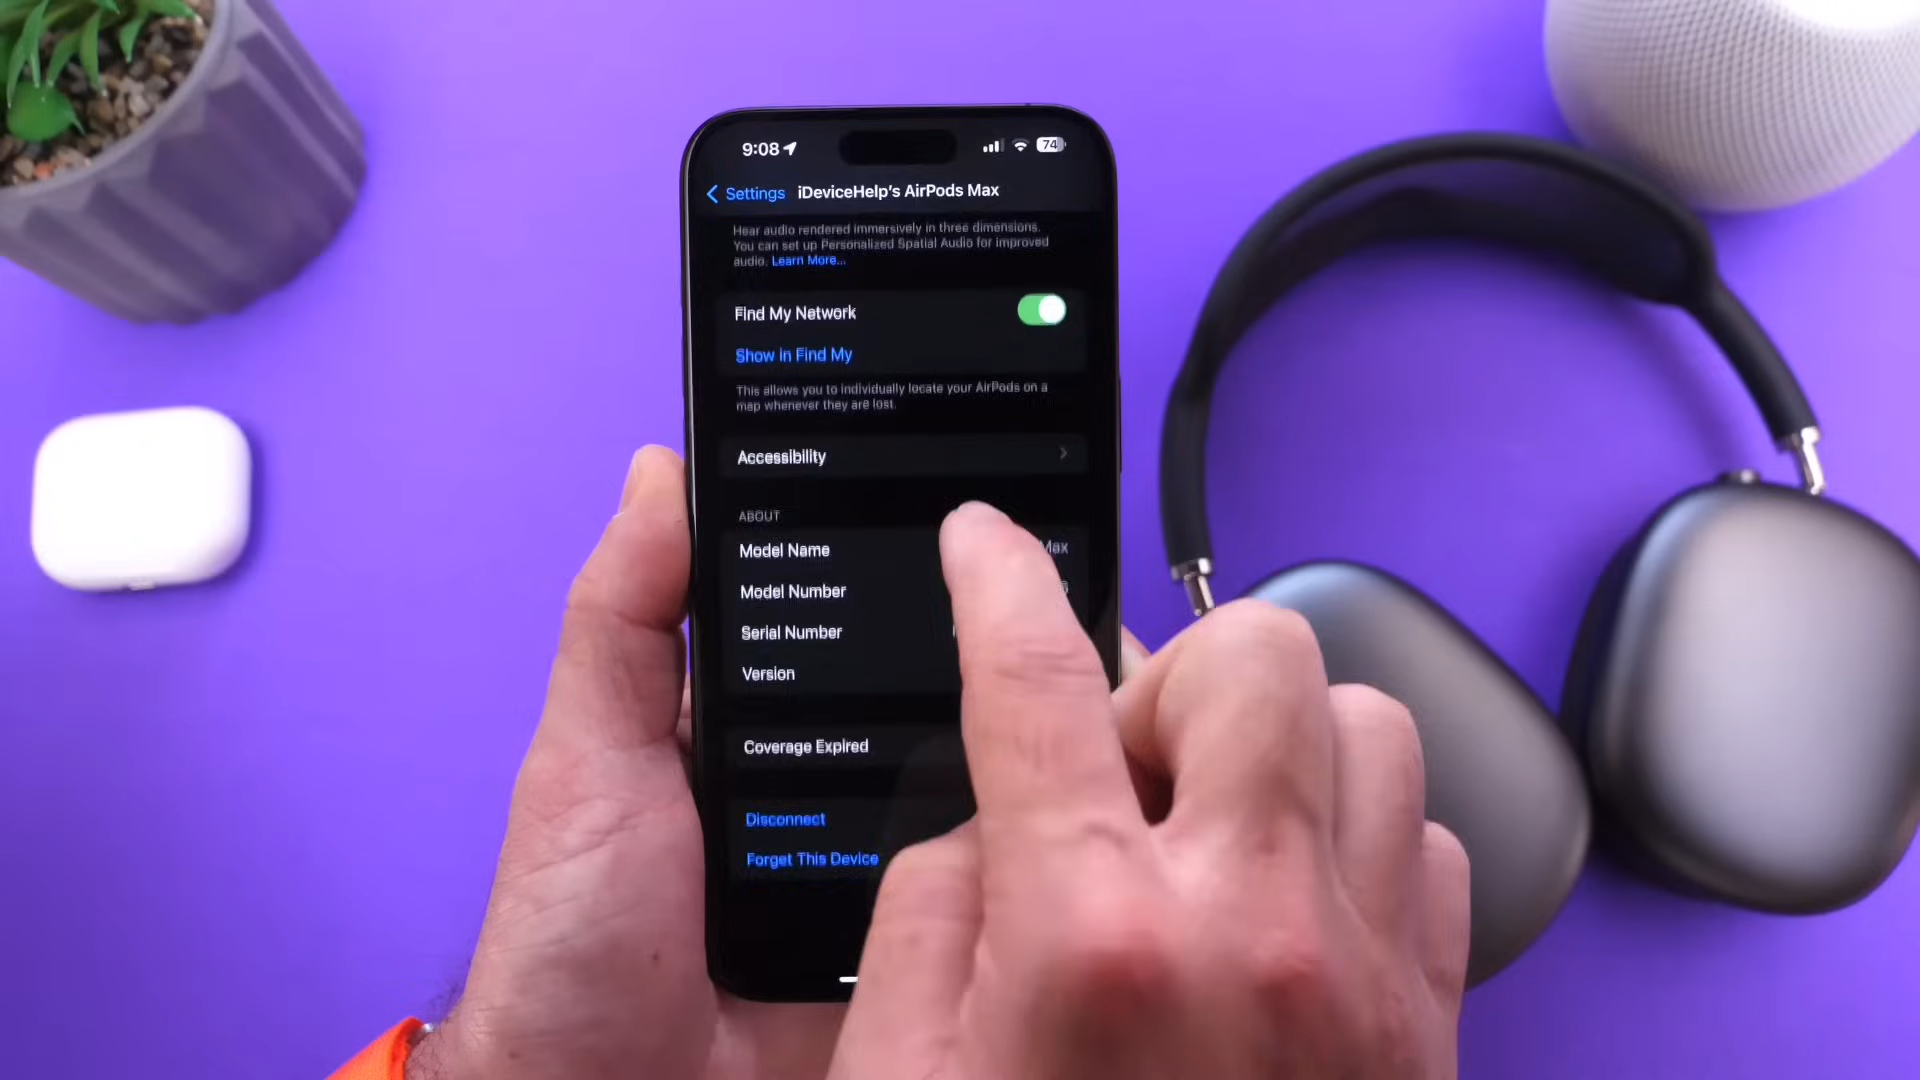 9:08
74
Settings
iDeviceHelp's AirPods Max
Hear audio rendered immersively in three dimensions.
You can set up Personalized Spatial Audio for improved
audio. Learn More...
Find My Network
Show in Find My
This allows you to individually locate your AirPods on a
map whenever they are lost.
Accessibility
ABOUT
Model Name
Max
Model Number
Serial Number
Version
Coverage Expired
Disconnect
Forget This Device